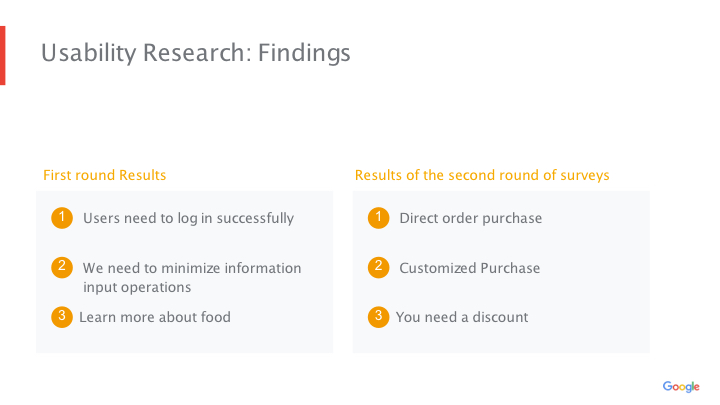 Usability Research: Findings
First round Results
1 Users need to log in successfully
2 We need to minimize information
input operations
3 Learn more about food
Results of the second round of surveys
1 Direct order purchase
2 Customized Purchase
3 You need a discount
Google